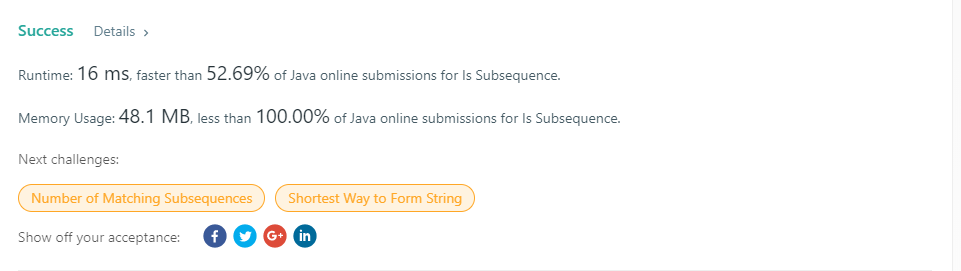 Success Details ›
Runtime: 16 ms, faster than 52.69% of Java online submissions for Is Subsequence.
Memory Usage: 48.1 MB, less than 100.00% of Java online submissions for Is Subsequence.
Next challenges:
Number of Matching Subsequences Shortest Way to Form String
Show off your acceptance: f G+ in